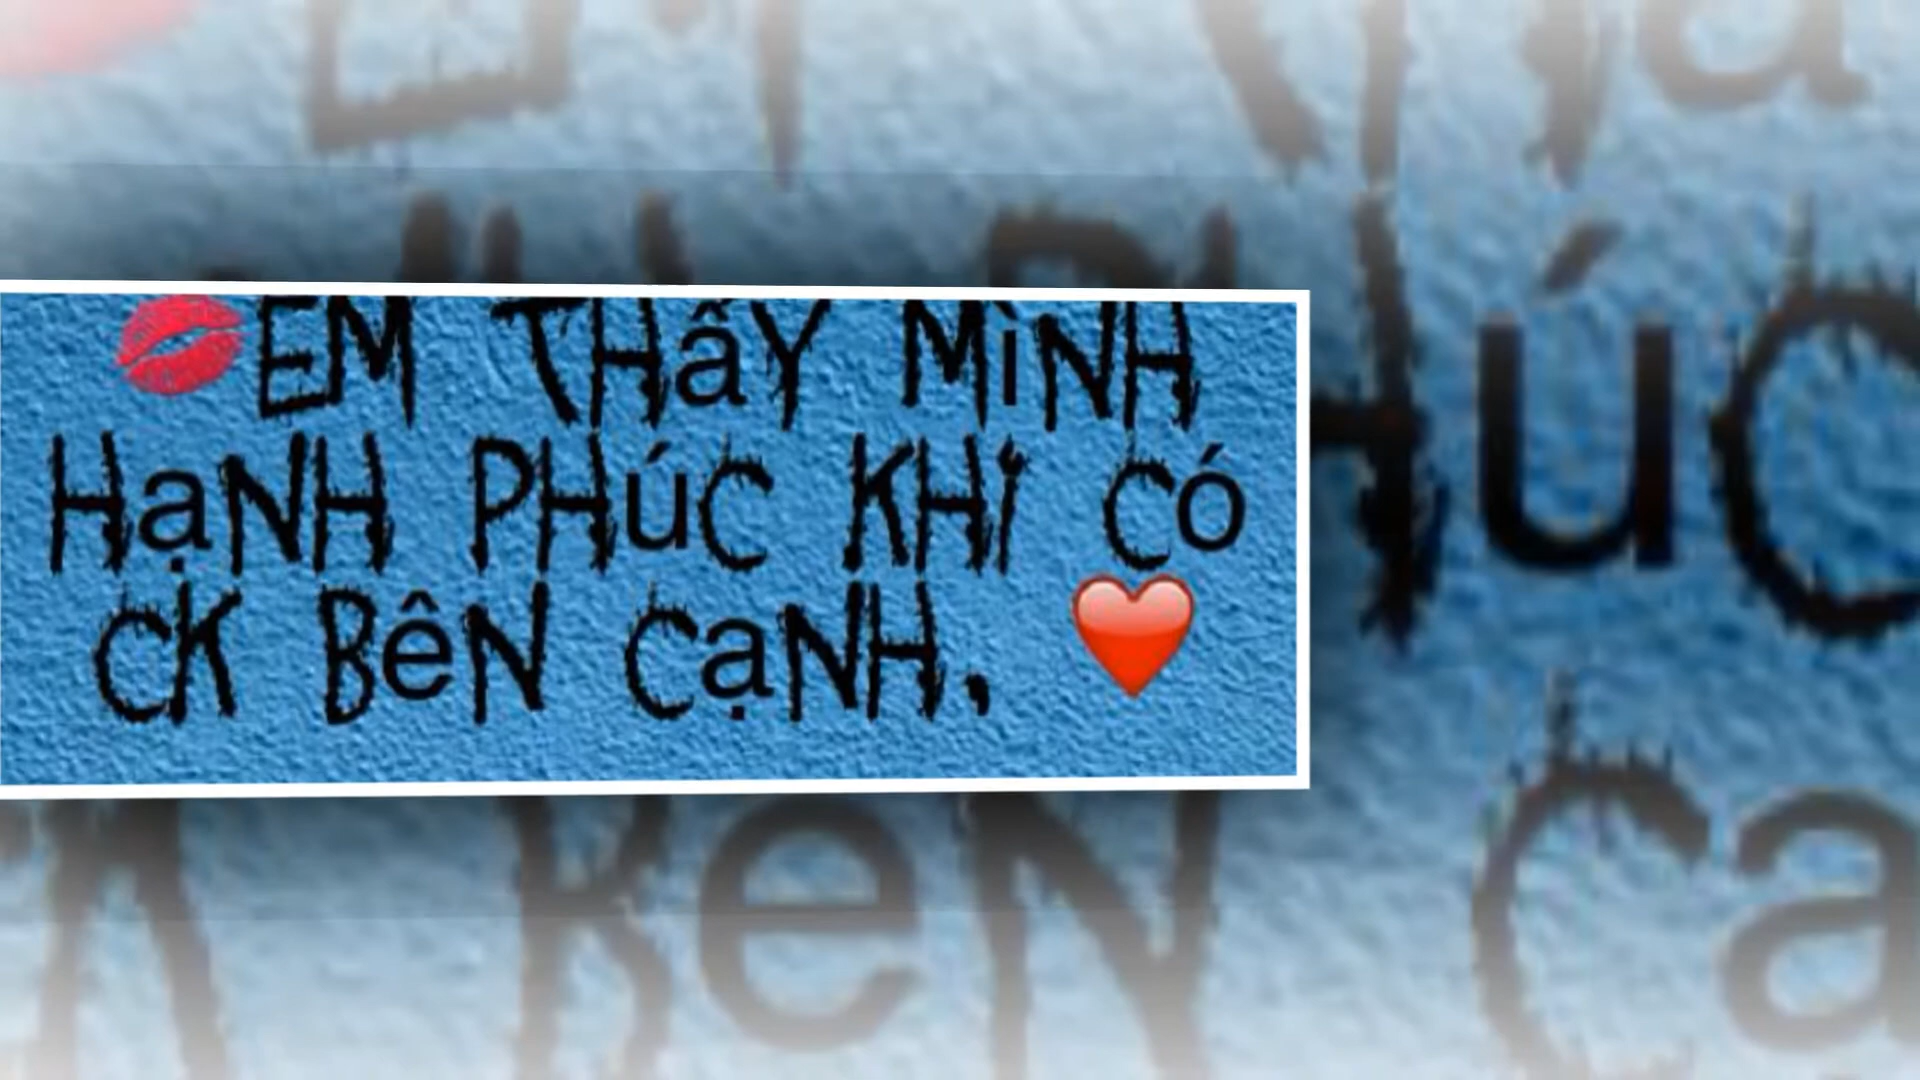 💋EM THấY MÌNH
HạNH PHúC KHI Có
CK BêN CạNH. ❤️